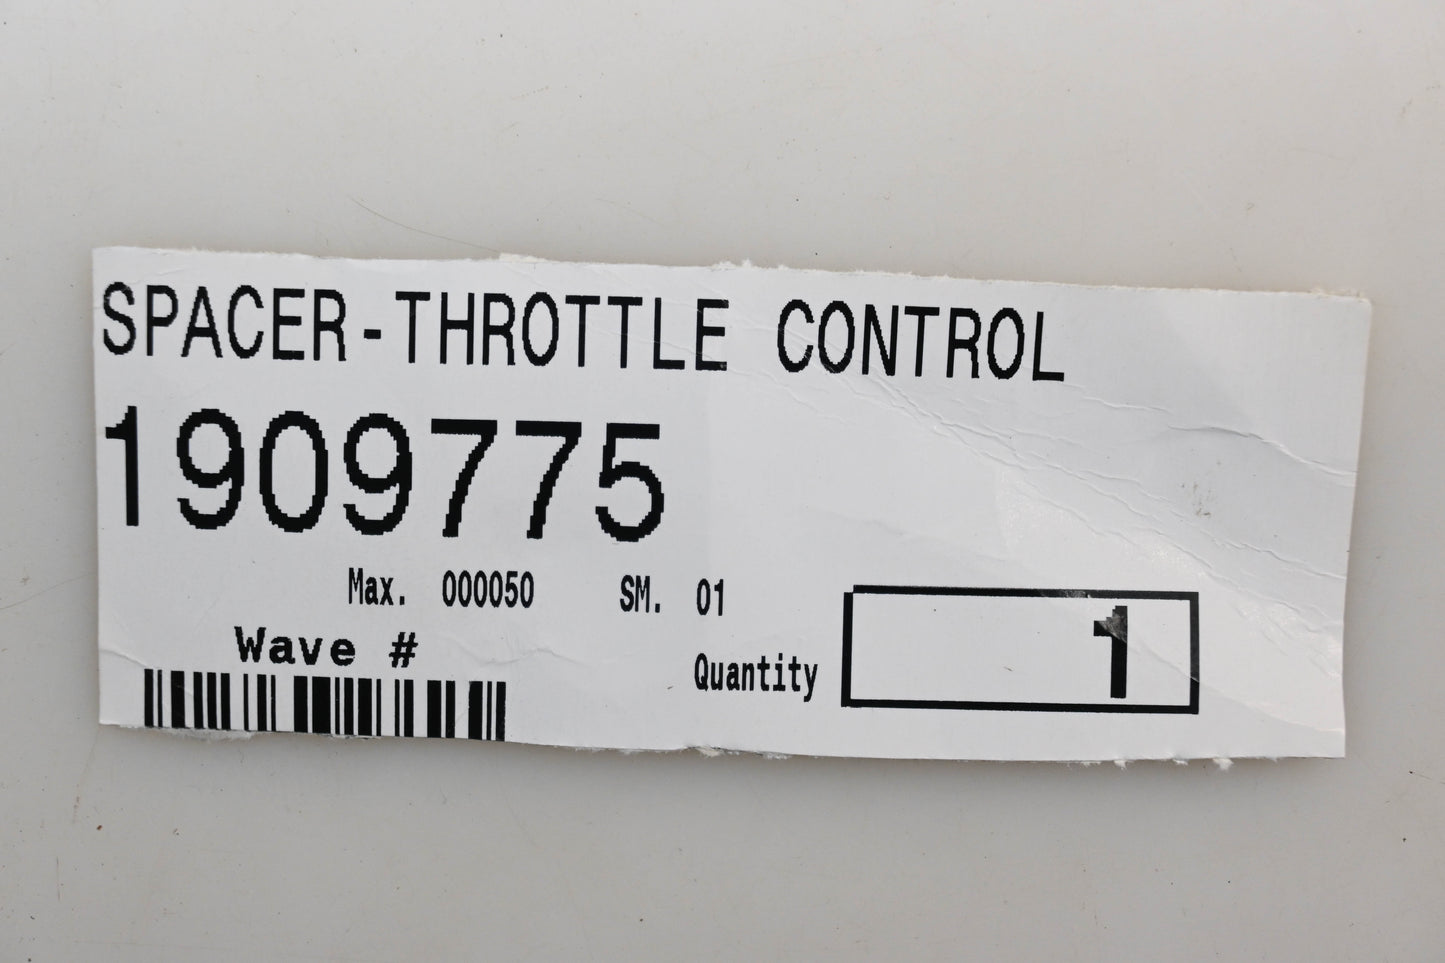 SPACER-THROTTLE CONTROL
1909775
Max. 000050 SM. 01
Wave #
Quantity 1